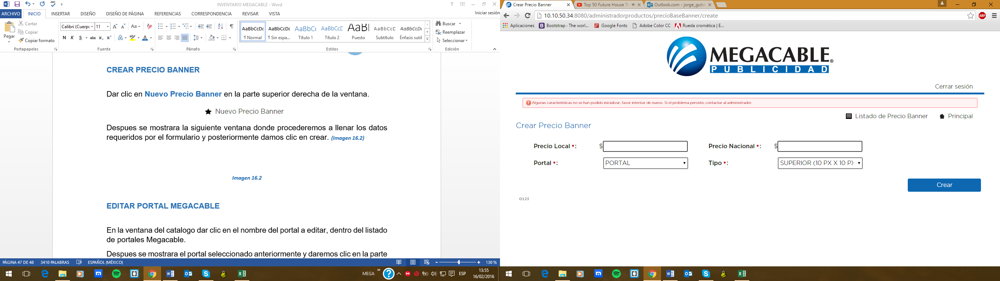 INVENTARIO MEGACABLE - Word
ARCHIVO INICIO INSERTAR DISEÑO DISEÑO DE PÁGINA REFERENCIAS CORRESPONDENCIA REVISAR VISTA Iniciar sesión
Pegar
Cortar
Copiar
Copiar formato
Portapapeles
Calibri (Cuerpo 11
N K S abc x₂ x²
Fuente
Párrafo
AaBbCcDc AaBbCcDc AaBbCc AaBbCcD AaBl AaBbCcD AaBbCcDc
¶ Normal ¶ Sin espa... Título 1 Título 2 Puesto Subtítulo Énfasis sutil
Estilos
Buscar
Reemplazar
Seleccionar
Edición
CREAR PRECIO BANNER
Dar clic en Nuevo Precio Banner en la parte superior derecha de la ventana.
Nuevo Precio Banner
Despues se mostrara la siguiente ventana donde procederemos a llenar los datos
requeridos por el formulario y posteriormente damos clic en crear. (Imagen 16.2)
Imagen 16.2
EDITAR PORTAL MEGACABLE
En la ventana del catalogo dar clic en el nombre del portal a editar, dentro del listado
de portales Megacable.
Despues se mostrara el portal seleccionado anteriormente y daremos clic en la parte
PÁGINA 47 DE 48 3410 PALABRAS ESPAÑOL (MÉXICO) 130 %
MEGA » ESP 13:55
16/02/2016
Crear Precio Banner Top 50 Future House Tr Outlook.com - jorge_gutie
10.10.50.34:8080/administradorproductos/precioBaseBanner/create
ABP
Aplicaciones Bootstrap · The worl... Google Fonts Adobe Color CC Rueda cromática | E...
MEGACABLE®
PUBLICIDAD
Cerrar sesión
Algunas características no se han podido inicializar, favor intentar de nuevo. Si el problema persiste, contactar al administrador.
Listado de Precio Banner Principal
Crear Precio Banner
Precio Local *: $ Precio Nacional *: $
Portal *: PORTAL Tipo *: SUPERIOR (10 PX X 10 PX
Crear
0.1.23